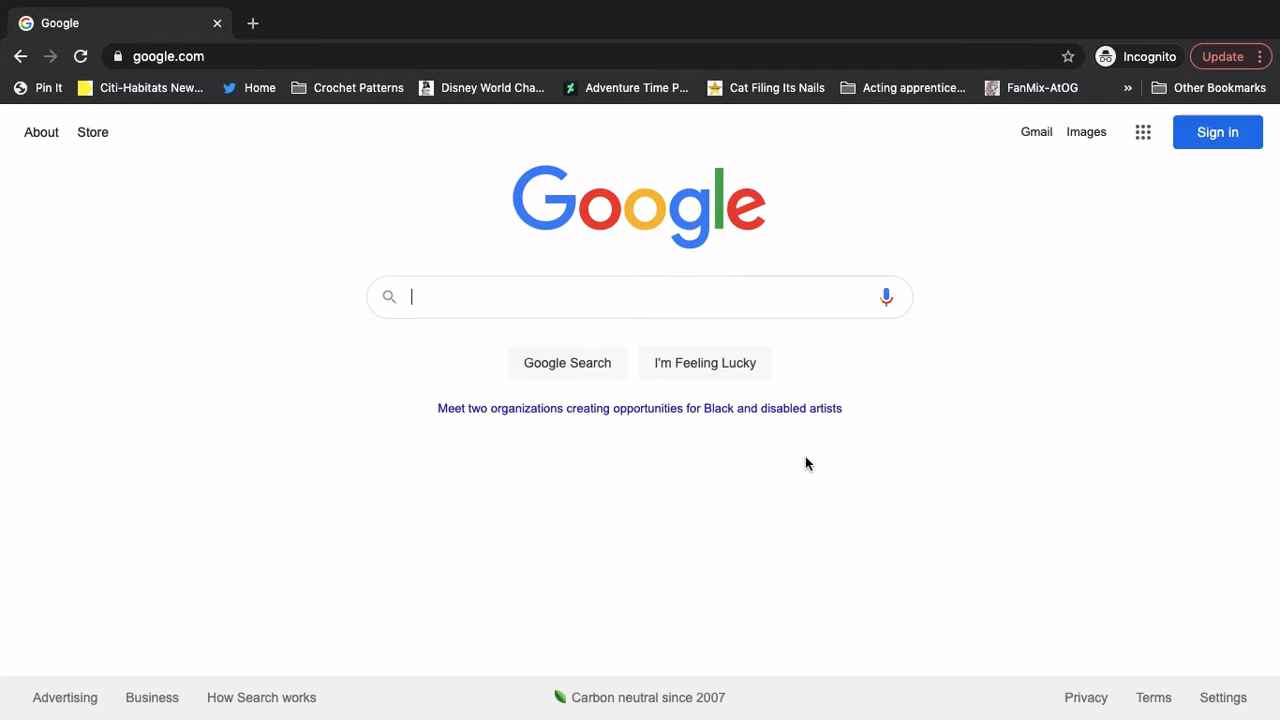 Google
google.com
Incognito
Update
Pin It
Citi-Habitats New...
Home
Crochet Patterns
Disney World Cha...
Adventure Time P...
Cat Filing Its Nails
Acting apprentice...
FanMix-AtOG
»
Other Bookmarks
About
Store
Gmail
Images
Sign in
Google
Google Search
I'm Feeling Lucky
Meet two organizations creating opportunities for Black and disabled artists
Advertising
Business
How Search works
Carbon neutral since 2007
Privacy
Terms
Settings